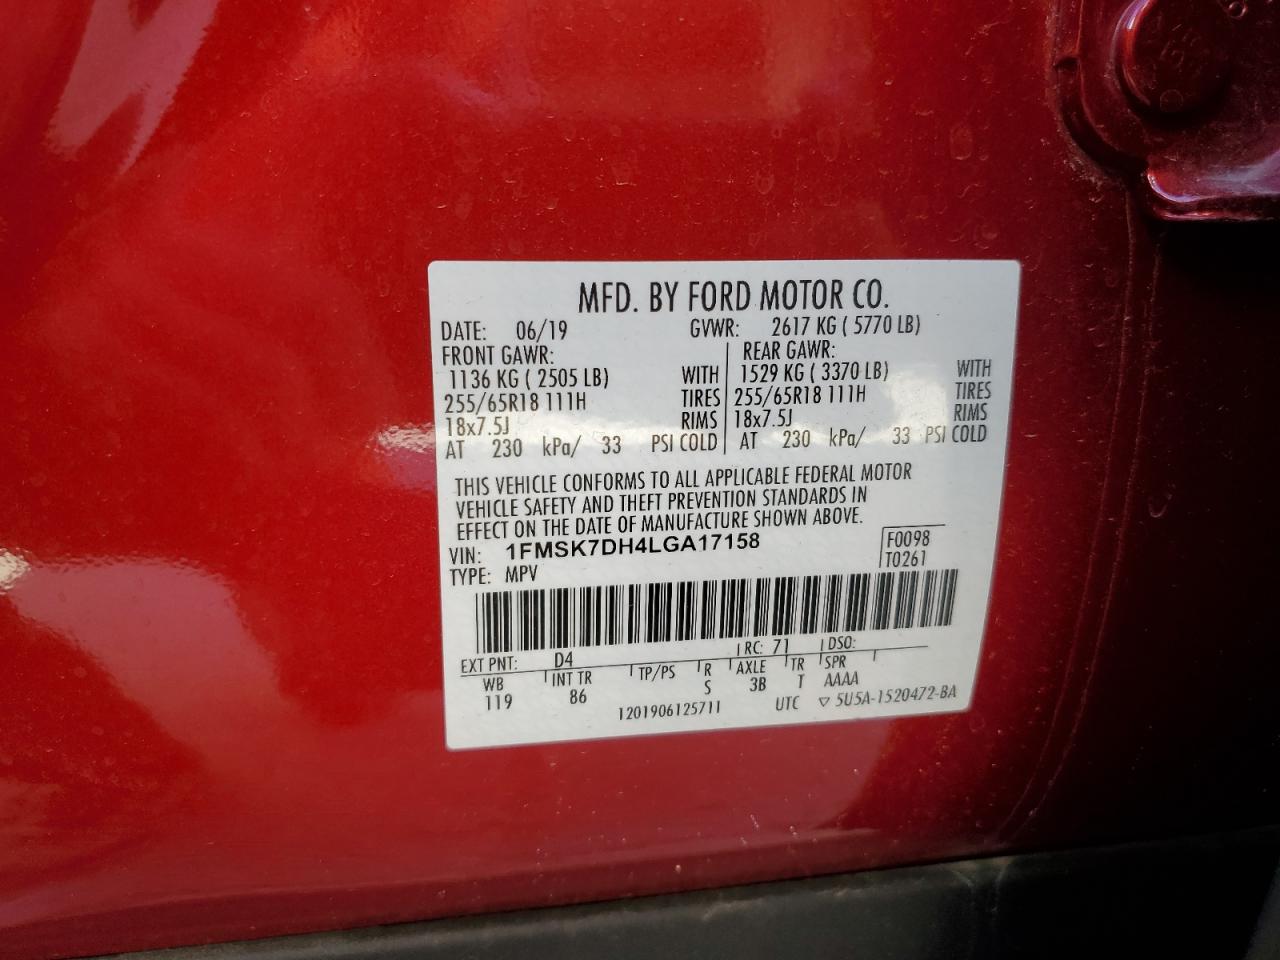 MFD. BY FORD MOTOR CO.
DATE: 06/19 GVWR: 2617 KG ( 5770 LB)
FRONT GAWR: REAR GAWR:
1136 KG ( 2505 LB) WITH 1529 KG ( 3370 LB) WITH
255/65R18 111H TIRES 255/65R18 111H TIRES
18x7.5J RIMS 18x7.5J RIMS
AT 230 kPa/ 33 PSI COLD AT 230 kPa/ 33 PSI COLD
THIS VEHICLE CONFORMS TO ALL APPLICABLE FEDERAL MOTOR
VEHICLE SAFETY AND THEFT PREVENTION STANDARDS IN
EFFECT ON THE DATE OF MANUFACTURE SHOWN ABOVE.
VIN: 1FMSK7DH4LGA17158 F0098
TYPE: MPV T0261
EXT PNT: D4 RC: 71 DSO:
WB INT TR TP/PS R AXLE TR SPR
119 86 S 3B T AAAA
1201906125711 UTC ▽ 5U5A-1520472-BA